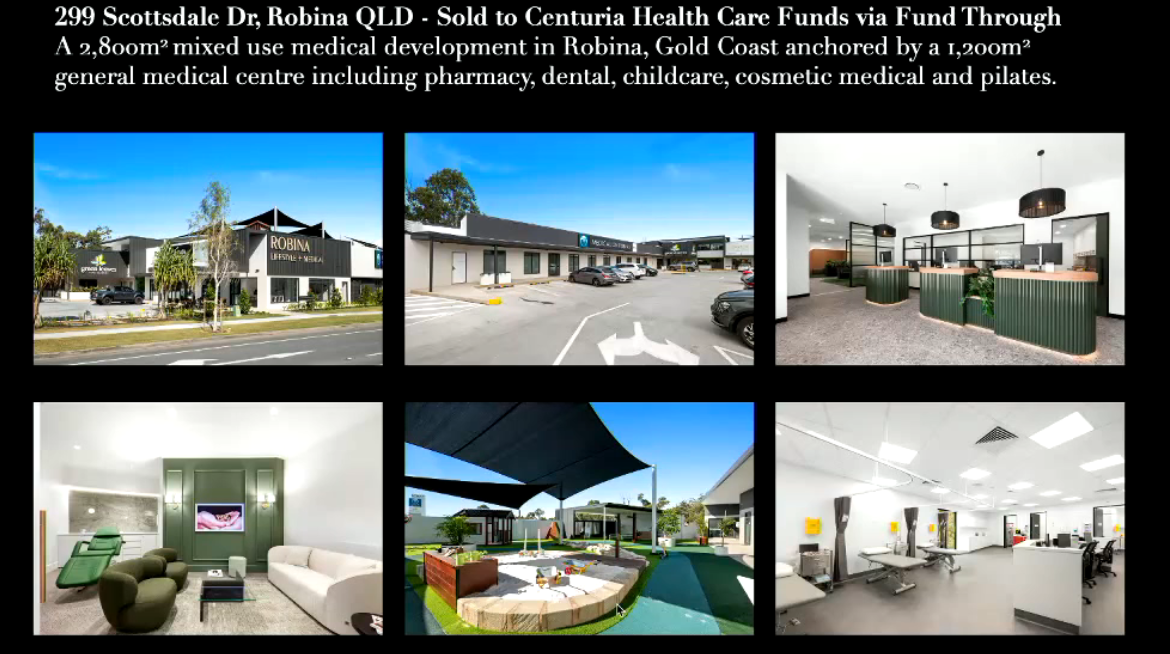 299 Scottsdale Dr, Robina QLD - Sold to Centuria Health Care Funds via Fund Through
A 2,800m² mixed use medical development in Robina, Gold Coast anchored by a 1,200m²
general medical centre including pharmacy, dental, childcare, cosmetic medical and pilates.
green leaves
ROBINA
LIFESTYLE + MEDICAL
MEDICAL